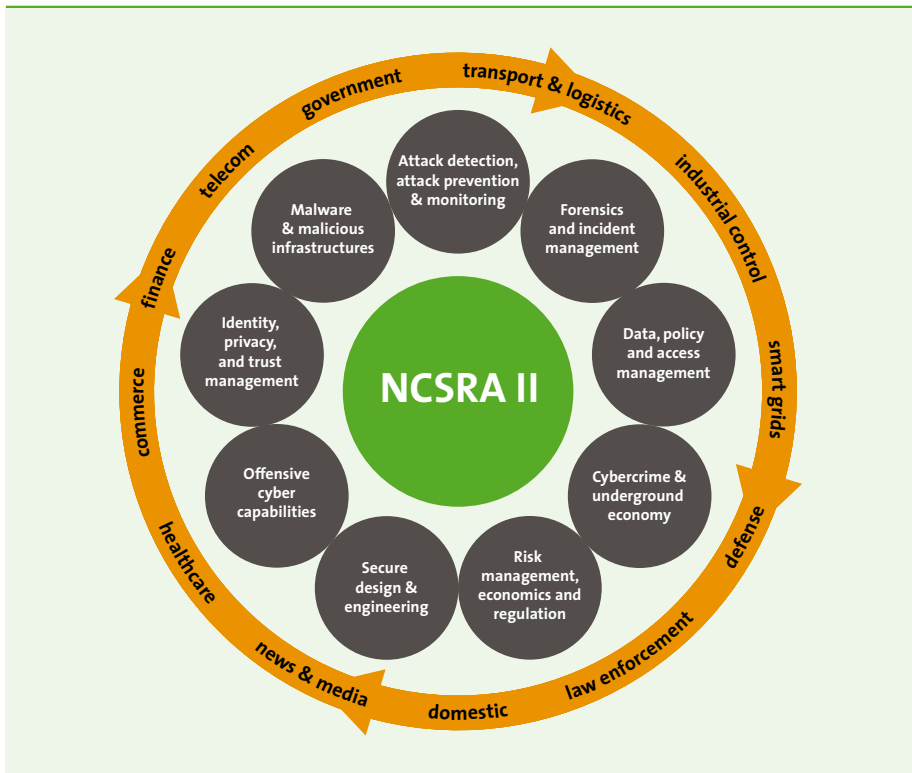 government
transport & logistics
telecom
industrial control
finance
smart grids
commerce
defense
healthcare
law enforcement
news & media
domestic
Attack detection,
attack prevention
& monitoring
Forensics
and incident
management
Data, policy
and access
management
Cybercrime &
underground
economy
Risk
management,
economics and
regulation
Secure
design &
engineering
Offensive
cyber
capabilities
Identity,
privacy,
and trust
management
Malware
& malicious
infrastructures
NCSRA II